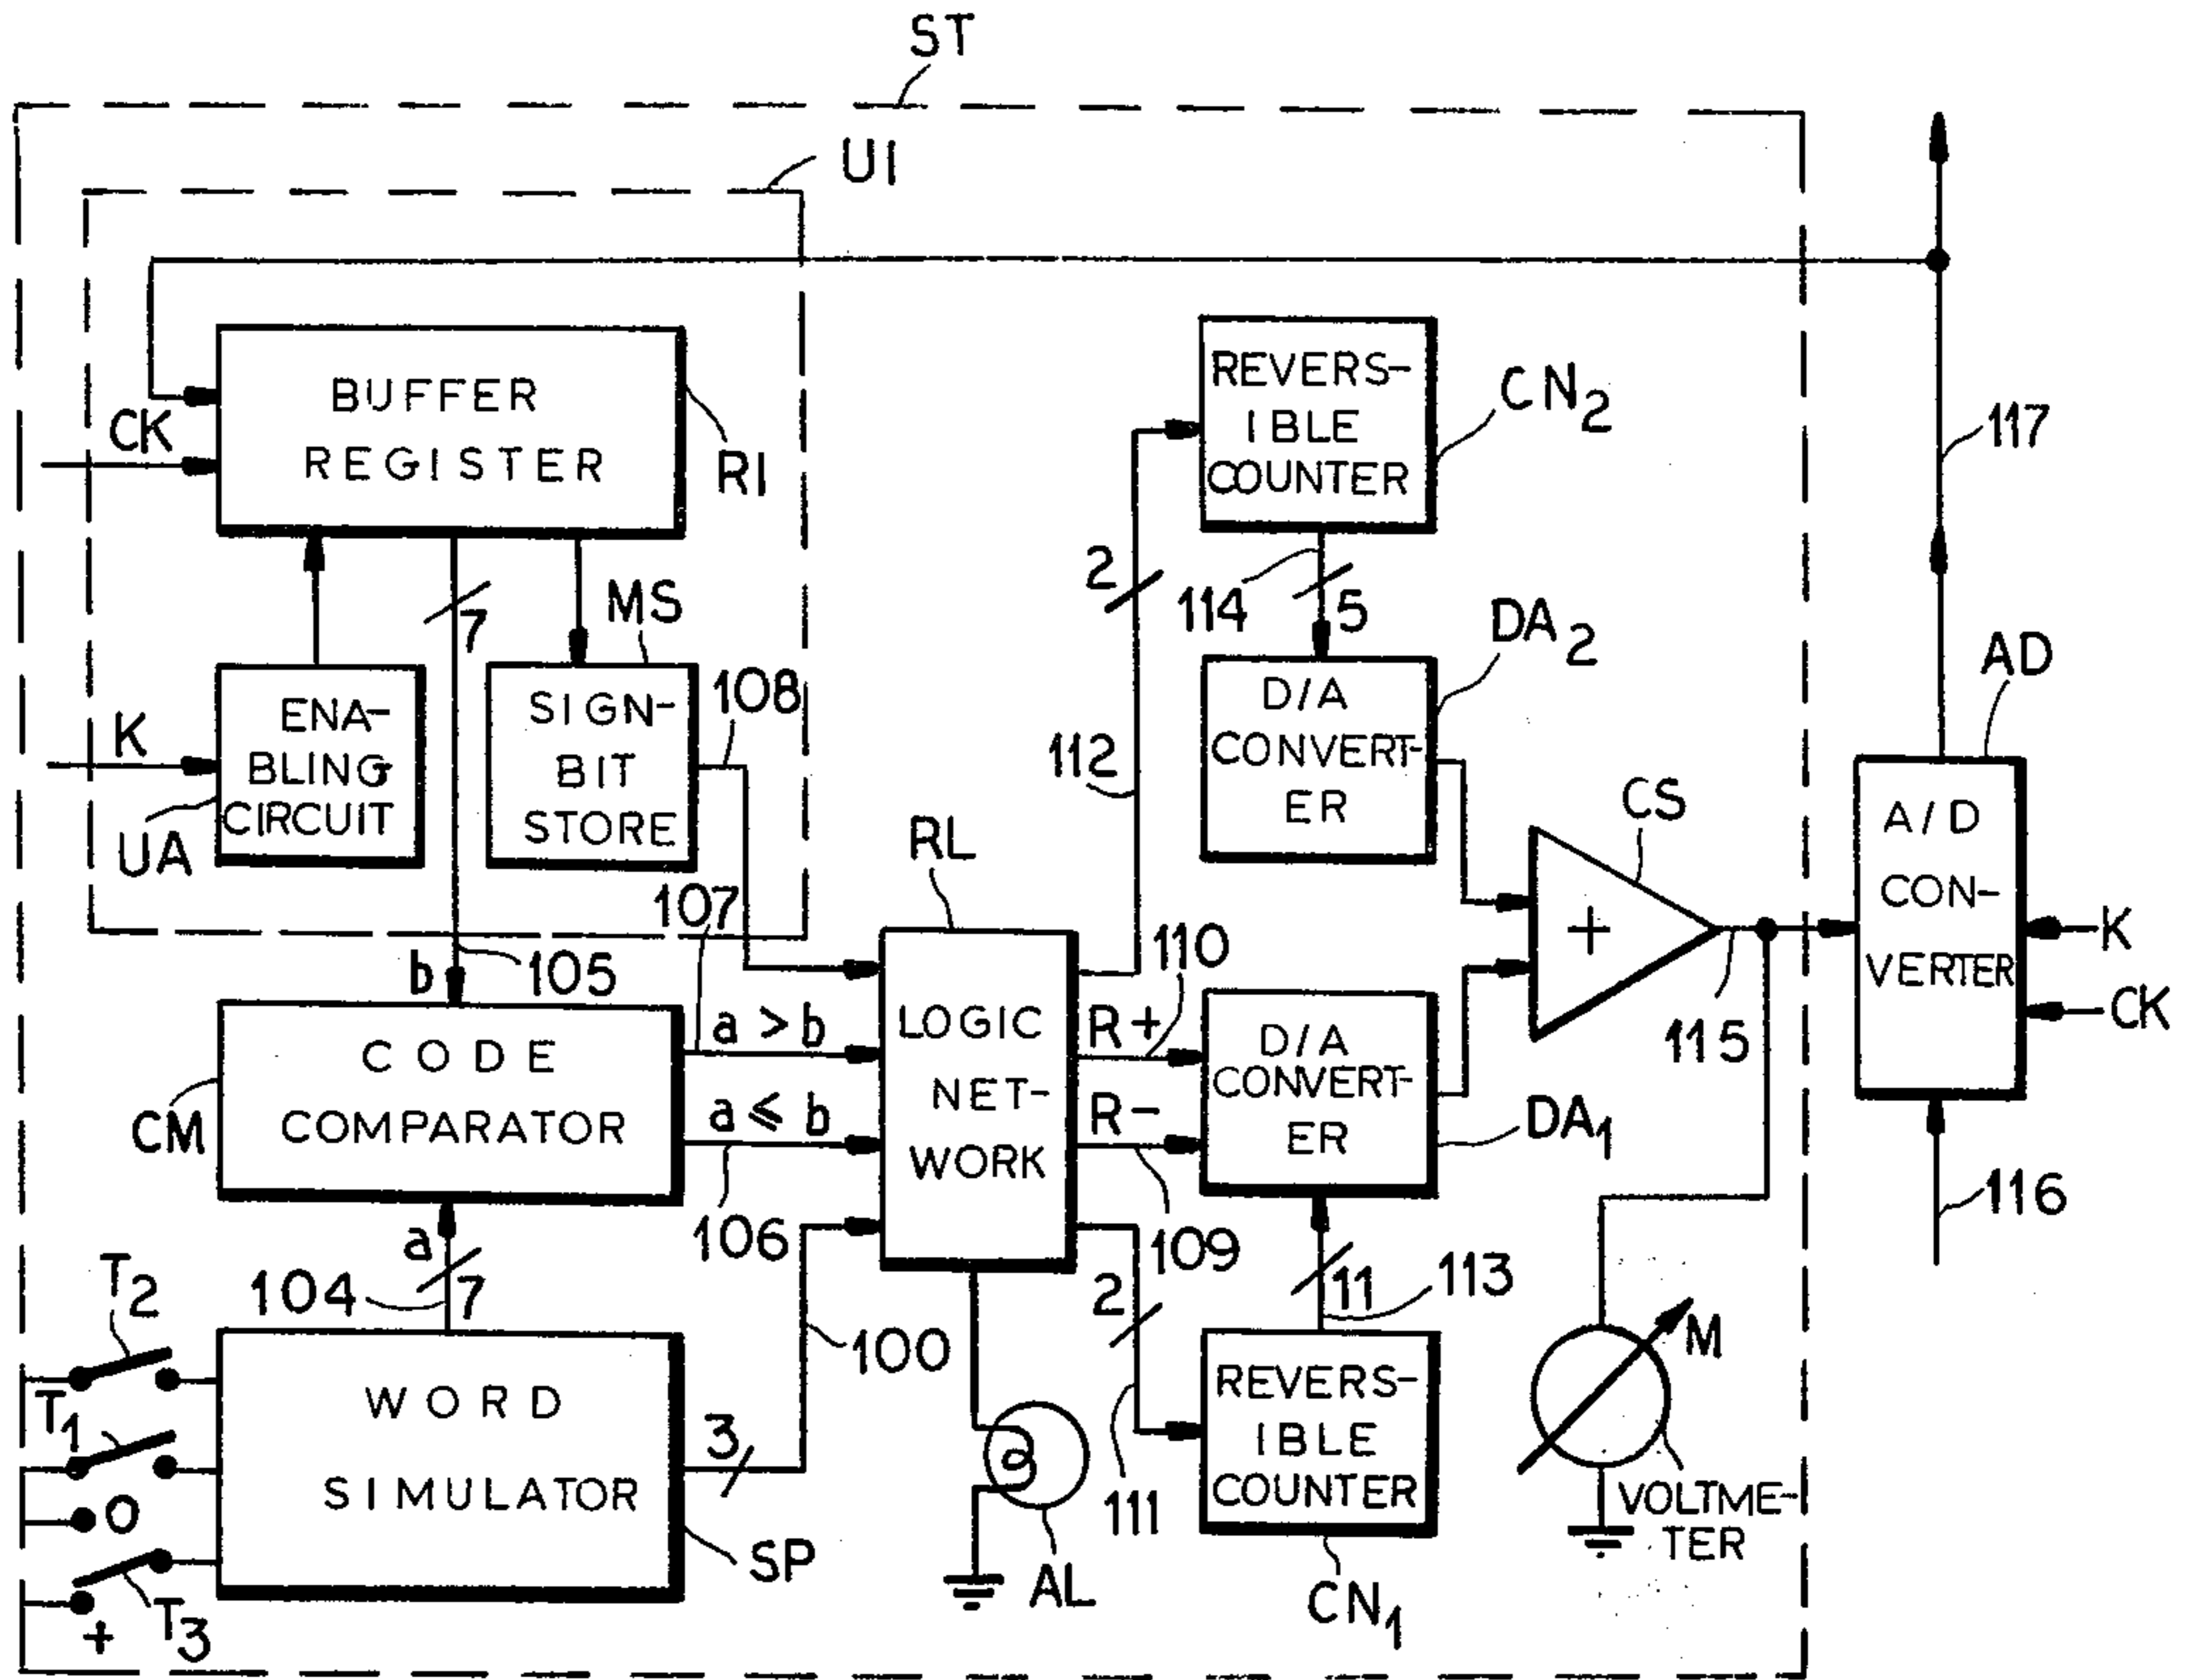 ST
UI
BUFFER
REGISTER
CK
RI
REVERS-
IBLE
COUNTER
CN2
117
2
114
5
7
MS
DA2
AD
ENA-
BLING
CIRCUIT
K
UA
SIGN-
BIT
STORE
108
D/A
CONVERT-
ER
112
CS
+
A/D
CON-
VERTER
K
CK
RL
107
110
b
105
115
CODE
COMPARATOR
CM
a > b
a ≤ b
106
LOGIC
NET-
WORK
R+
R-
109
D/A
CONVERT-
ER
DA1
116
a
104
7
T2
T1
0
T3
+
WORD
SIMULATOR
3
100
SP
AL
2
111
11
113
REVERS-
IBLE
COUNTER
CN1
M
VOLTME-
TER